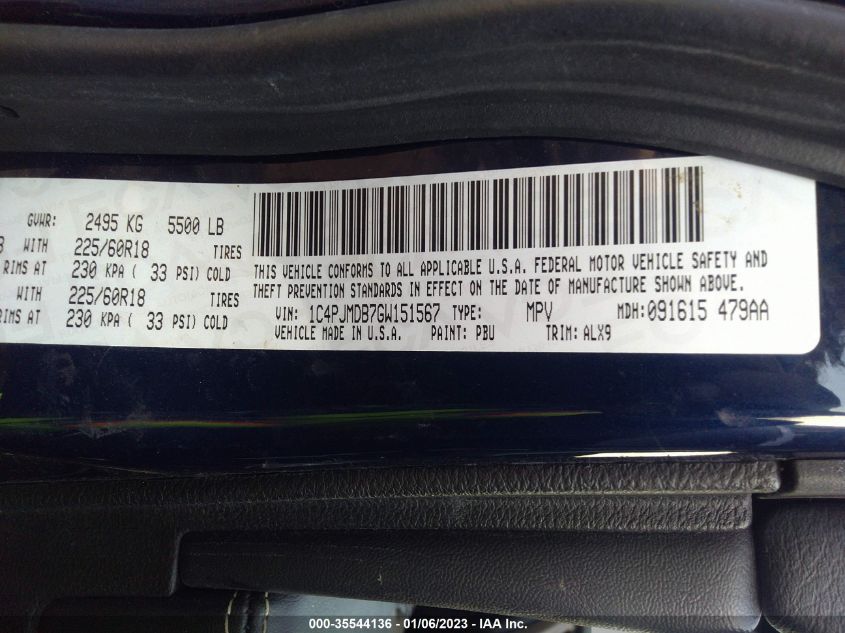 GVWR: 2495 KG 5500 LB
WITH 225/60R18 TIRES
RIMS AT 230 KPA ( 33 PSI) COLD
WITH 225/60R18 TIRES
RIMS AT 230 KPA ( 33 PSI) COLD
THIS VEHICLE CONFORMS TO ALL APPLICABLE U.S.A. FEDERAL MOTOR VEHICLE SAFETY AND
THEFT PREVENTION STANDARDS IN EFFECT ON THE DATE OF MANUFACTURE SHOWN ABOVE.
VIN: 1C4PJMDB7GW151567 TYPE: MPV MDH: 091615 479AA
VEHICLE MADE IN U.S.A. PAINT: PBU TRIM: ALX9
000-35544136 - 01/06/2023 - IAA Inc.